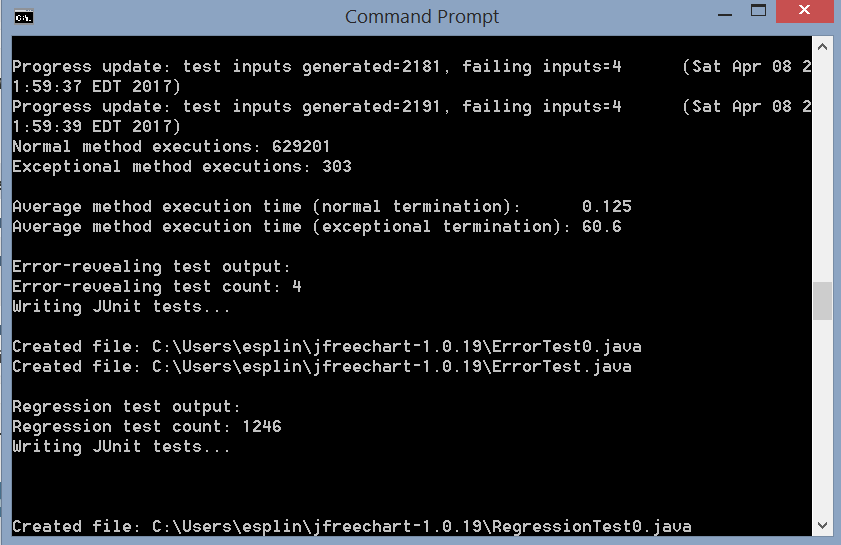 Command Prompt
Progress update: test inputs generated=2181, failing inputs=4      (Sat Apr 08 2
1:59:37 EDT 2017)
Progress update: test inputs generated=2191, failing inputs=4      (Sat Apr 08 2
1:59:39 EDT 2017)
Normal method executions: 629201
Exceptional method executions: 303
Average method execution time (normal termination):      0.125
Average method execution time (exceptional termination): 60.6
Error-revealing test output:
Error-revealing test count: 4
Writing JUnit tests...
Created file: C:\Users\esplin\jfreechart-1.0.19\ErrorTest0.java
Created file: C:\Users\esplin\jfreechart-1.0.19\ErrorTest.java
Regression test output:
Regression test count: 1246
Writing JUnit tests...
Created file: C:\Users\esplin\jfreechart-1.0.19\RegressionTest0.java